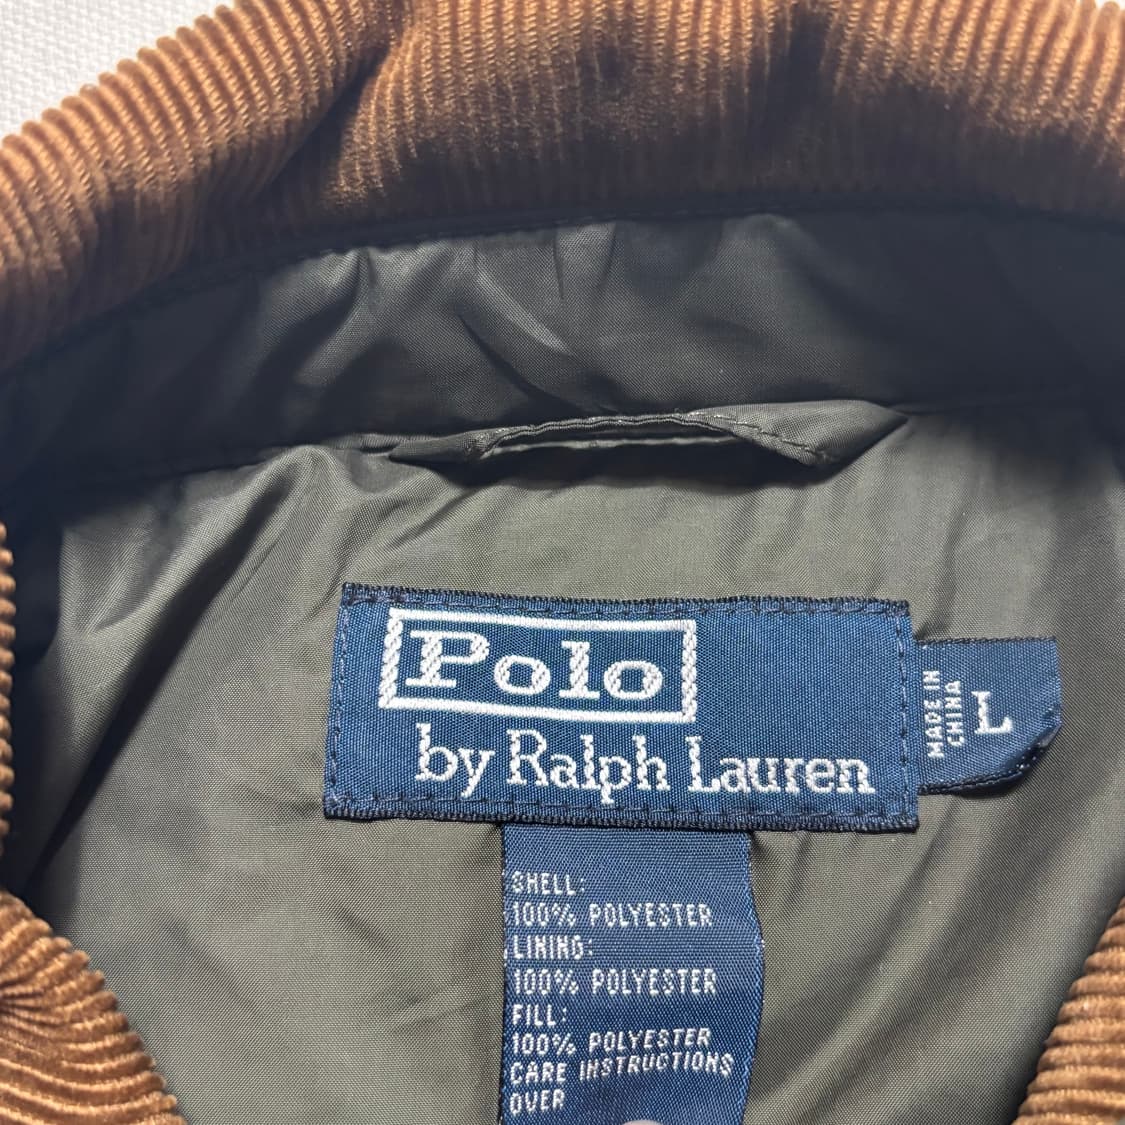 Polo
by Ralph Lauren
MADE IN
CHINA
L
SHELL:
100% POLYESTER
LINING:
100% POLYESTER
FILL:
100% POLYESTER
CARE INSTRUCTIONS
OVER